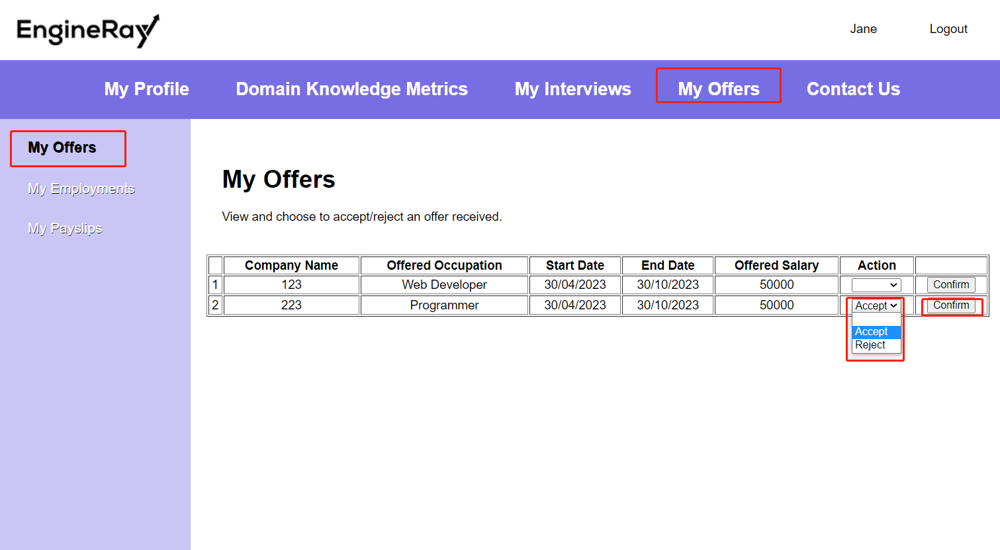 EngineRay
Jane Logout
My Profile Domain Knowledge Metrics My Interviews My Offers Contact Us
My Offers
My Employments
My Payslips
My Offers
View and choose to accept/reject an offer received.
Company Name Offered Occupation Start Date End Date Offered Salary Action
1 123 Web Developer 30/04/2023 30/10/2023 50000 Confirm
2 223 Programmer 30/04/2023 30/10/2023 50000 Accept Confirm
Accept
Reject